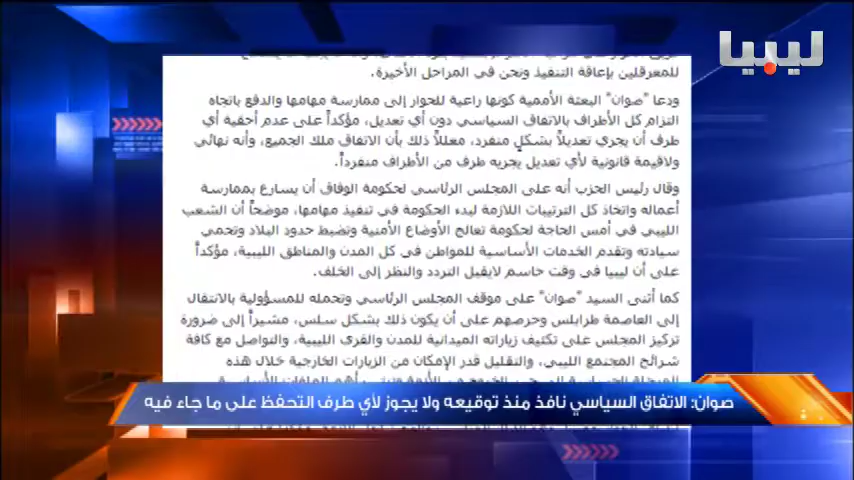 ليبيا
للمعرقلين بإعاقة التنفيذ ونحن في المراحل الأخيرة.
ودعا "صوان" البعثة الأممية كونها راعية للحوار إلى ممارسة مهامها والدفع باتجاه
التزام كل الأطراف بالاتفاق السياسي دون أي تعديل، مؤكداً على عدم أحقية أي
طرف أن يجري تعديلاً بشكل منفرد، معللاً ذلك بأن الاتفاق ملك الجميع، وأنه نهائي
ولاقيمة قانونية لأي تعديل يجريه طرف من الأطراف منفرداً.
وقال رئيس الحزب أنه على المجلس الرئاسي لحكومة الوفاق أن يسارع بممارسة
أعماله واتخاذ كل الترتيبات اللازمة لبدء الحكومة في تنفيذ مهامها، موضحاً أن الشعب
الليبي في أمس الحاجة لحكومة تعالج الأوضاع الأمنية وتضبط حدود البلاد وتحمي
سيادته وتقدم الخدمات الأساسية للمواطن في كل المدن والمناطق الليبية، مؤكداً
على أن ليبيا في وقت حاسم لايقبل التردد والنظر إلى الخلف.
كما أثنى السيد "صوان" على موقف المجلس الرئاسي وتحمله للمسؤولية بالانتقال
إلى العاصمة طرابلس وحرصهم على أن يكون ذلك بشكل سلس، مشيراً إلى ضرورة
تركيز المجلس على تكثيف زياراته الميدانية للمدن والقرى الليبية، والتواصل مع كافة
شرائح المجتمع الليبي، والتقليل قدر الإمكان من الزيارات الخارجية خلال هذه
صوان: الاتفاق السياسي نافذ منذ توقيعه ولا يجوز لأي طرف التحفظ على ما جاء فيه